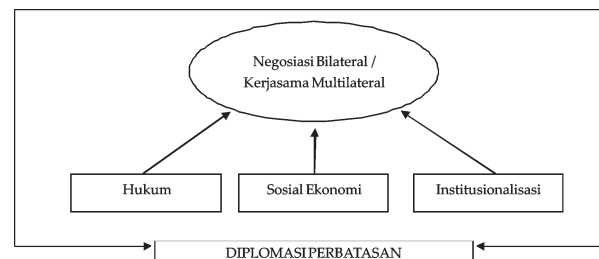 Negosiasi Bilateral /
Kerjasama Multilateral
Hukum
Sosial Ekonomi
Institusionalisasi
DIPLOMASI PERBATASAN